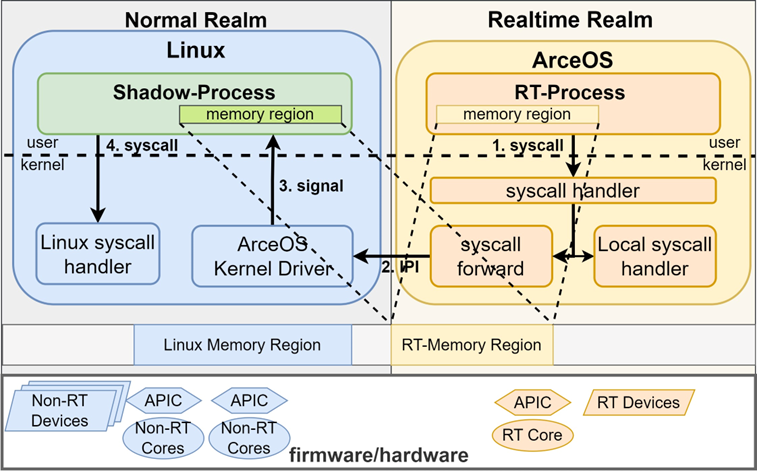 Normal Realm
Realtime Realm
Linux
ArceOS
Shadow-Process
memory region
RT-Process
memory region
user
kernel
4. syscall
1. syscall
user
kernel
3. signal
syscall handler
Linux syscall
handler
ArceOS
Kernel Driver
2. IPI
syscall
forward
Local syscall
handler
Linux Memory Region
RT-Memory Region
Non-RT
Devices
APIC
APIC
Non-RT
Cores
Non-RT
Cores
APIC
RT Core
RT Devices
firmware/hardware